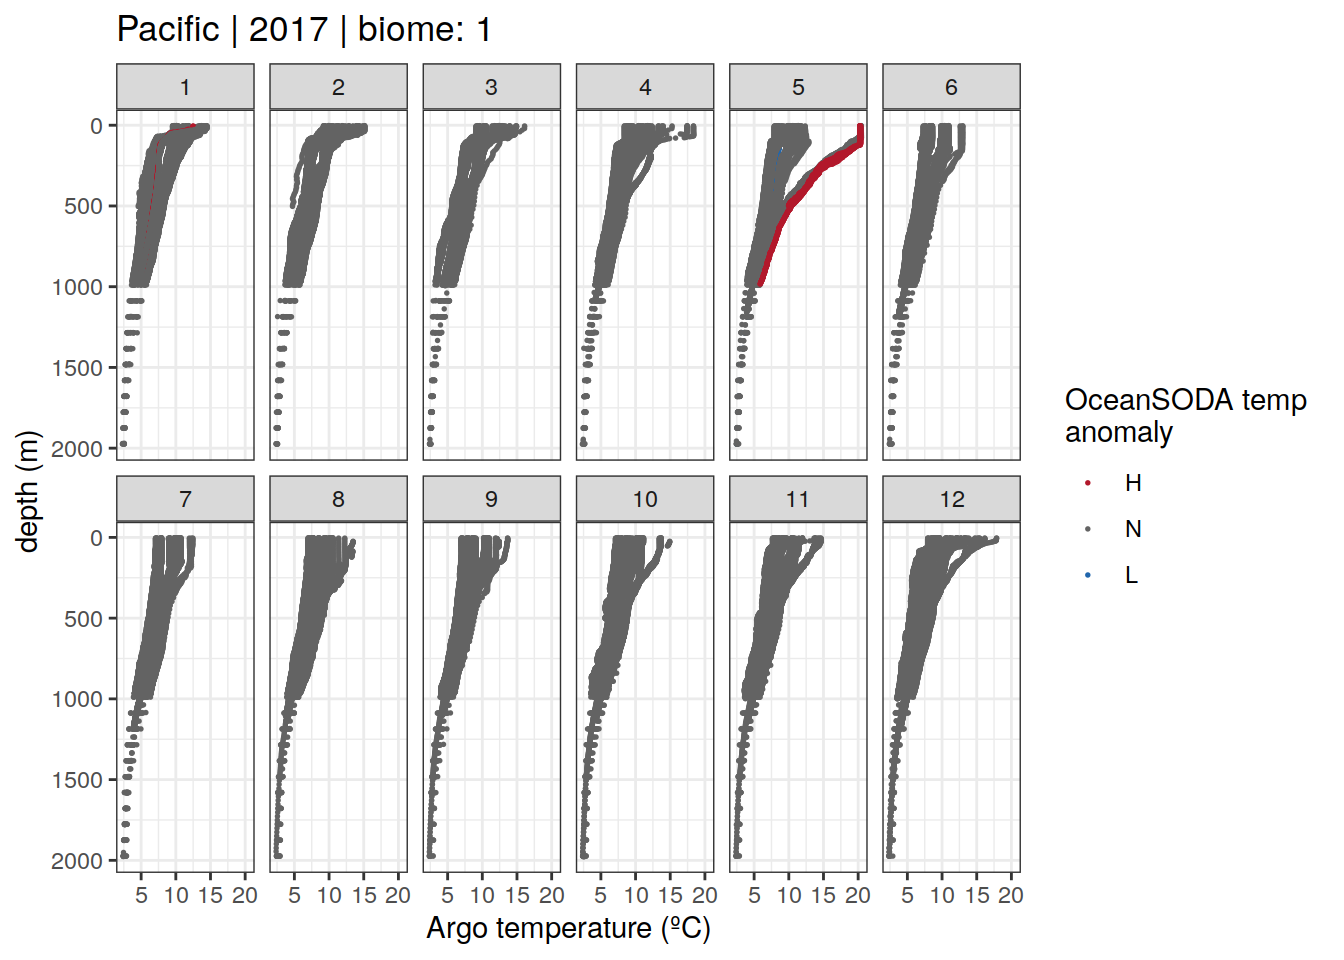 Pacific | 2017 | biome: 1
1 2 3 4 5 6
0
500
1000
1500
2000
7 8 9 10 11 12
0
500
1000
1500
2000
5 10 15 20 5 10 15 20 5 10 15 20 5 10 15 20 5 10 15 20 5 10 15 20
depth (m)
Argo temperature (ºC)
OceanSODA temp
anomaly
H
N
L